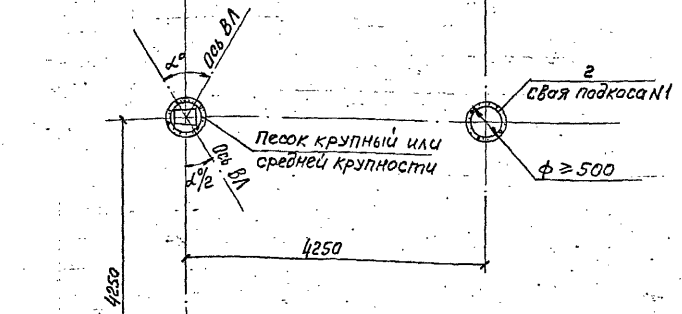 α°
Ось ВЛ
2
свая подкоса N1
Песок крупный или
средней крупности
Ось ВЛ
α°/2
ф ≥ 500
4250
4250